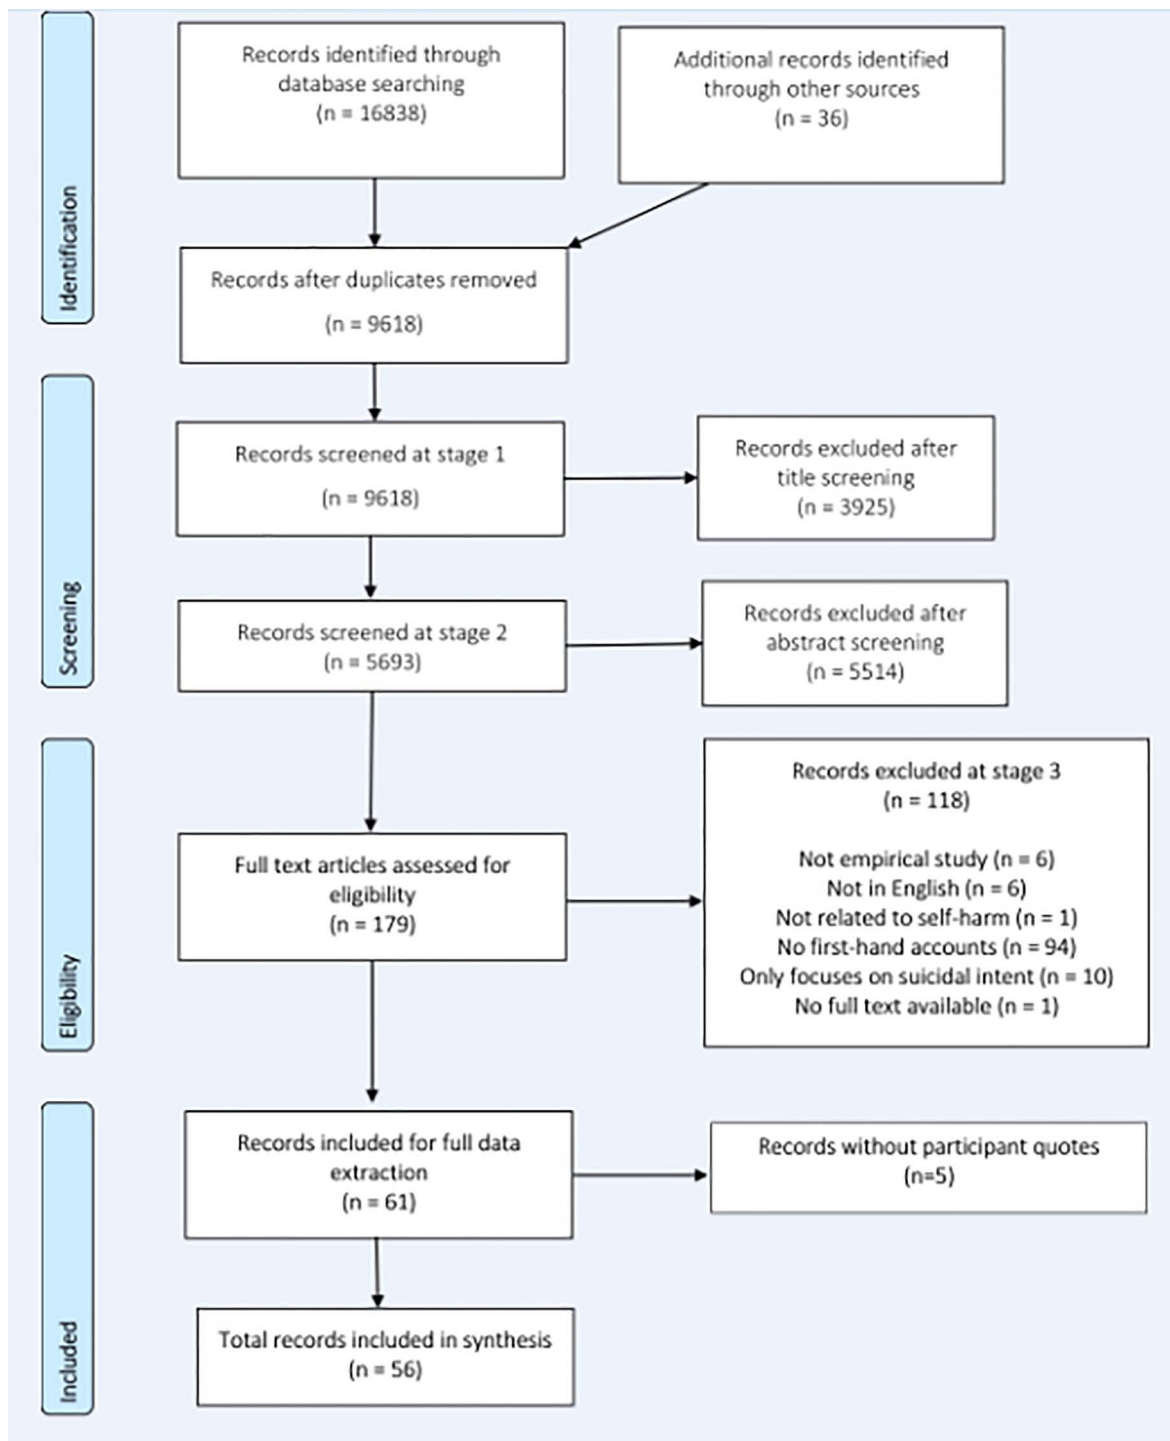 Identification
Records identified through
database searching
(n = 16838)
Additional records identified
through other sources
(n = 36)
Records after duplicates removed
(n = 9618)
Screening
Records screened at stage 1
(n = 9618)
Records excluded after
title screening
(n = 3925)
Records screened at stage 2
(n = 5693)
Records excluded after
abstract screening
(n = 5514)
Eligibility
Full text articles assessed for
eligibility
(n = 179)
Records excluded at stage 3
(n = 118)
Not empirical study (n = 6)
Not in English (n = 6)
Not related to self-harm (n = 1)
No first-hand accounts (n = 94)
Only focuses on suicidal intent (n = 10)
No full text available (n = 1)
Included
Records included for full data
extraction
(n = 61)
Records without participant quotes
(n=5)
Total records included in synthesis
(n = 56)